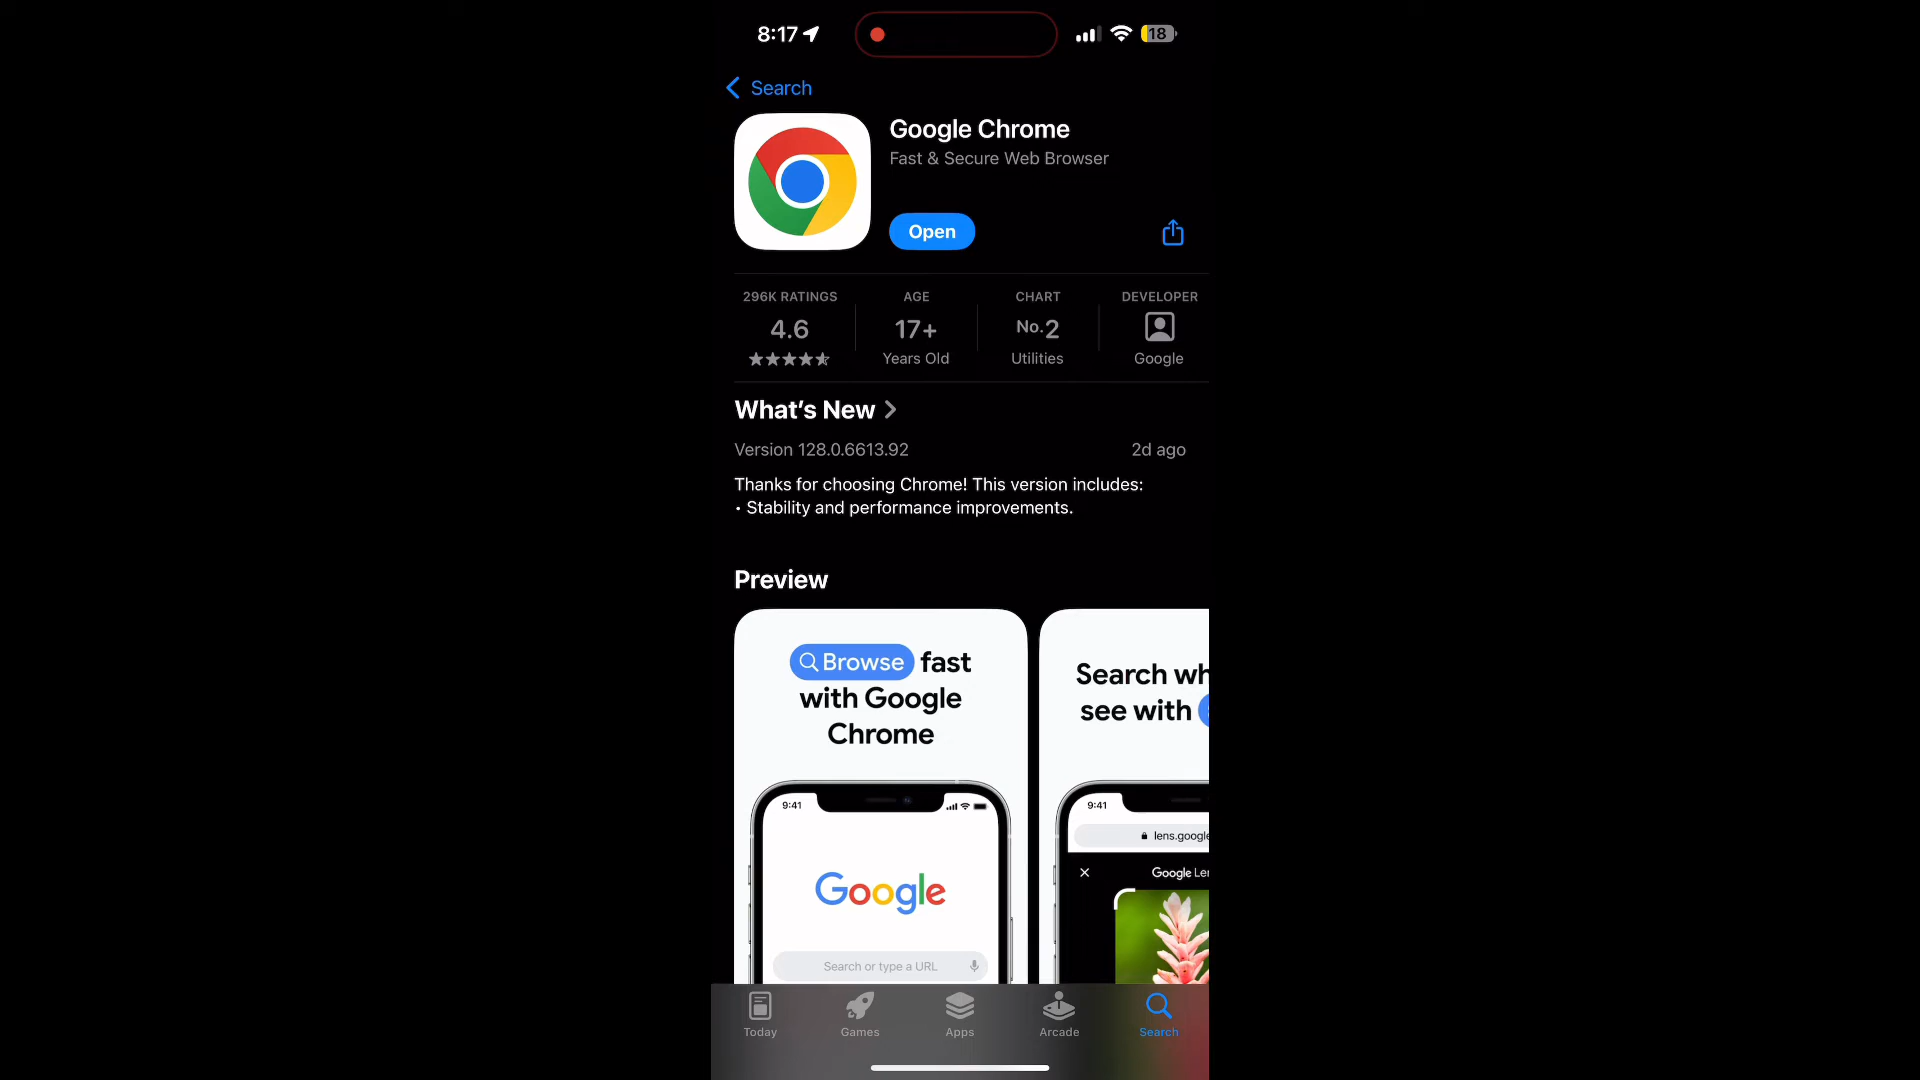 8:17
18
Search
Google Chrome
Fast & Secure Web Browser
Open
296K RATINGS
4.6
AGE
17+
Years Old
CHART
No.2
Utilities
DEVELOPER
Google
What's New
Version 128.0.6613.92
2d ago
Thanks for choosing Chrome! This version includes:
• Stability and performance improvements.
Preview
Browse fast
with Google
Chrome
9:41
Google
Search or type a URL
Search wh
see with
9:41
lens.google
Google Len
Today
Games
Apps
Arcade
Search